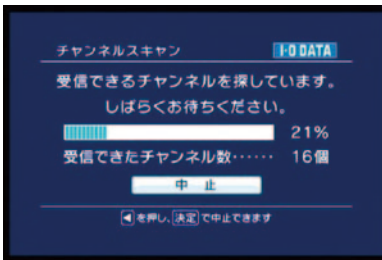 チャンネルスキャン I-O DATA
受信できるチャンネルを探しています。
しばらくお待ちください。
21%
受信できたチャンネル数‥‥‥ 16個
中 止
◀を押し、決定で中止できます